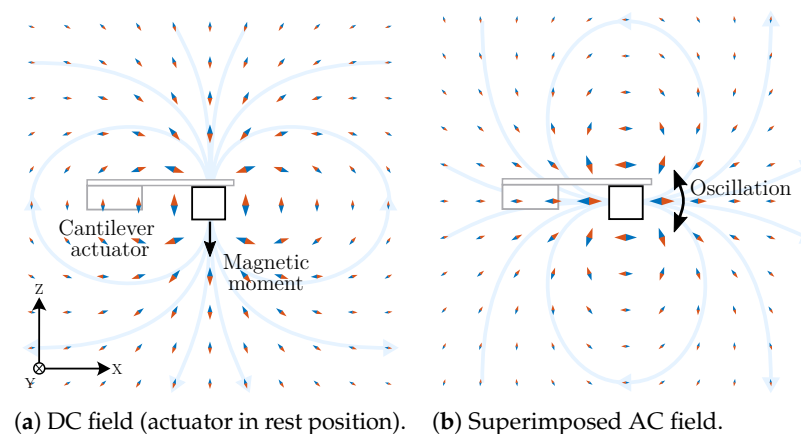 Cantilever
actuator
Magnetic
moment
Z
Y
X
Oscillation
(a) DC field (actuator in rest position).
(b) Superimposed AC field.